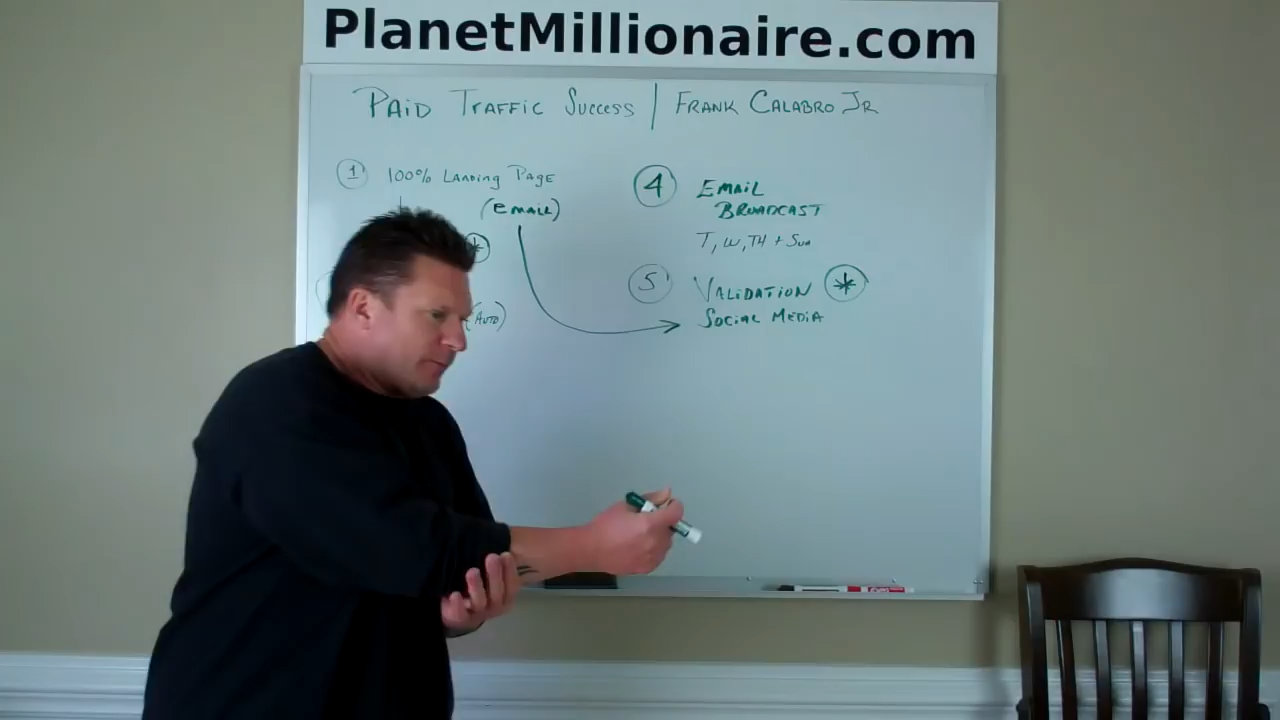 PlanetMillionaire.com
PAID TRAFFIC SUCCESS | FRANK CALABRO JR
1 100% LANDING PAGE
(EMAIL)
*
(AUTO)
4 EMAIL
BROADCAST
T, W, TH + SUN
5 VALIDATION *
SOCIAL MEDIA